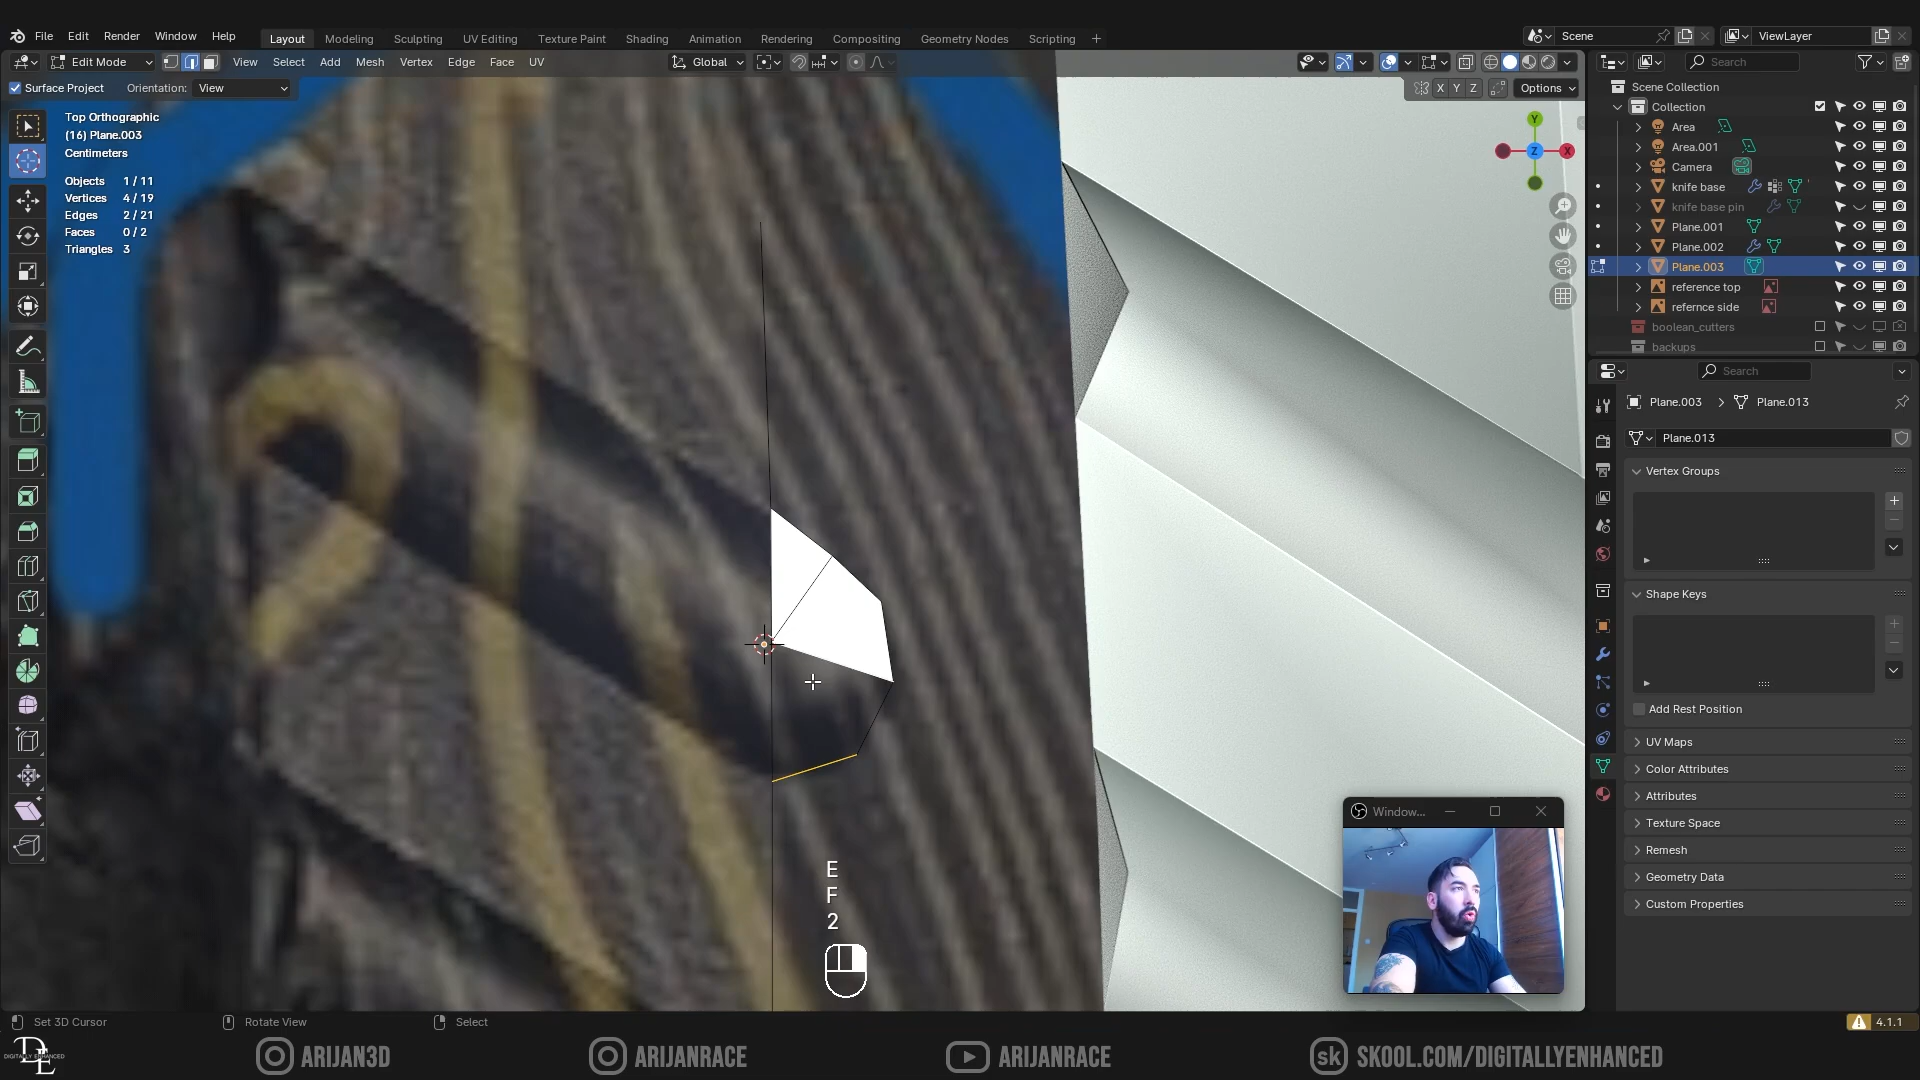 File Edit Render Window Help Layout Modeling Sculpting UV Editing Texture Paint Shading Animation Rendering Compositing Geometry Nodes Scripting + Scene ViewLayer
Edit Mode View Select Add Mesh Vertex Edge Face UV Global Search
Surface Project Orientation: View X Y Z Options
Scene Collection
Collection
Area
Area.001
Camera
knife base
knife base pin
Plane.001
Plane.002
Plane.003
reference top
refernce side
boolean_cutters
backups
Top Orthographic
(16) Plane.003
Centimeters
Objects 1 / 11
Vertices 4 / 19
Edges 2 / 21
Faces 0 / 2
Triangles 3
Y
Z X
Search
Plane.003 > Plane.013
Plane.013
Vertex Groups
Shape Keys
Add Rest Position
UV Maps
Color Attributes
Attributes
Texture Space
Remesh
Geometry Data
Custom Properties
Window...
E
F
2
Set 3D Cursor Rotate View Select 4.1.1
DIGITALLY ENHANCED
ARIJAN3D ARIJANRACE ARIJANRACE sk SKOOL.COM/DIGITALLYENHANCED